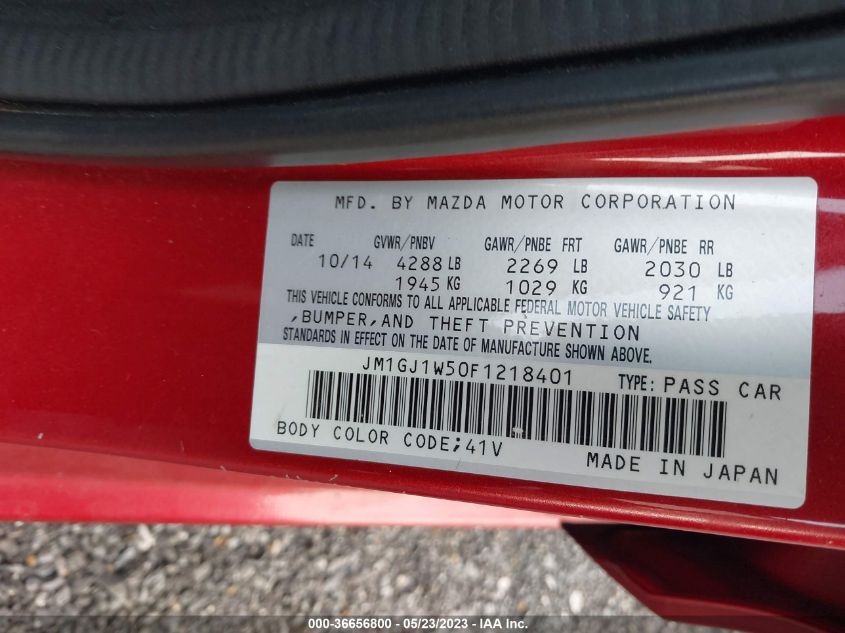 MFD. BY MAZDA MOTOR CORPORATION
DATE GVWR/PNBV GAWR/PNBE FRT GAWR/PNBE RR
10/14 4288 LB 2269 LB 2030 LB
1945 KG 1029 KG 921 KG
THIS VEHICLE CONFORMS TO ALL APPLICABLE FEDERAL MOTOR VEHICLE SAFETY
,BUMPER,AND THEFT PREVENTION
STANDARDS IN EFFECT ON THE DATE OF MANUFACTURE SHOWN ABOVE.
JM1GJ1W50F1218401 TYPE: PASS CAR
BODY COLOR CODE;41V
MADE IN JAPAN
000-36656800 - 05/23/2023 - IAA Inc.